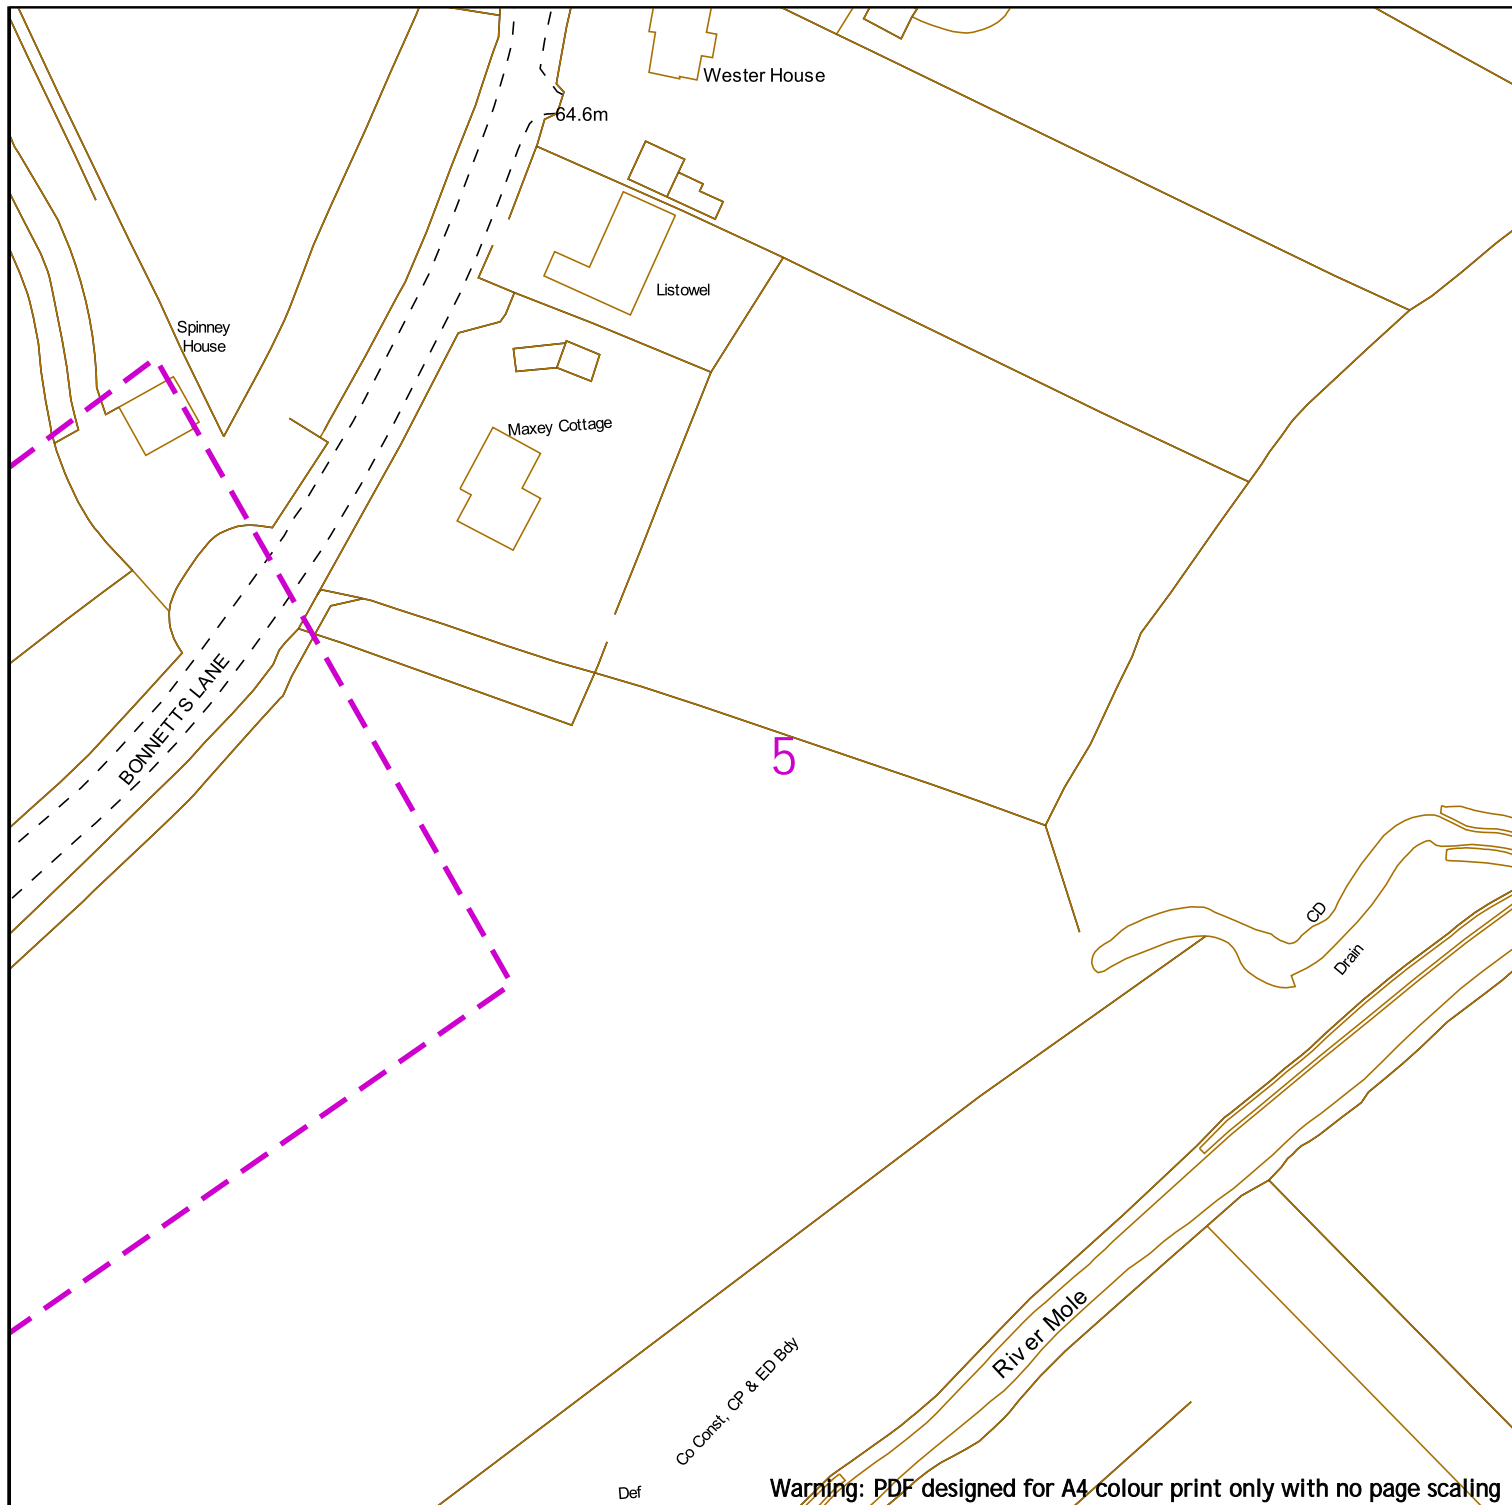 Wester House
64.6m
Listowel
Spinney
House
Maxey Cottage
BONNETTS LANE
5
CD
Drain
River Mole
Co Const, CP & ED Bdy
Def
Warning: PDF designed for A4 colour print only with no page scaling